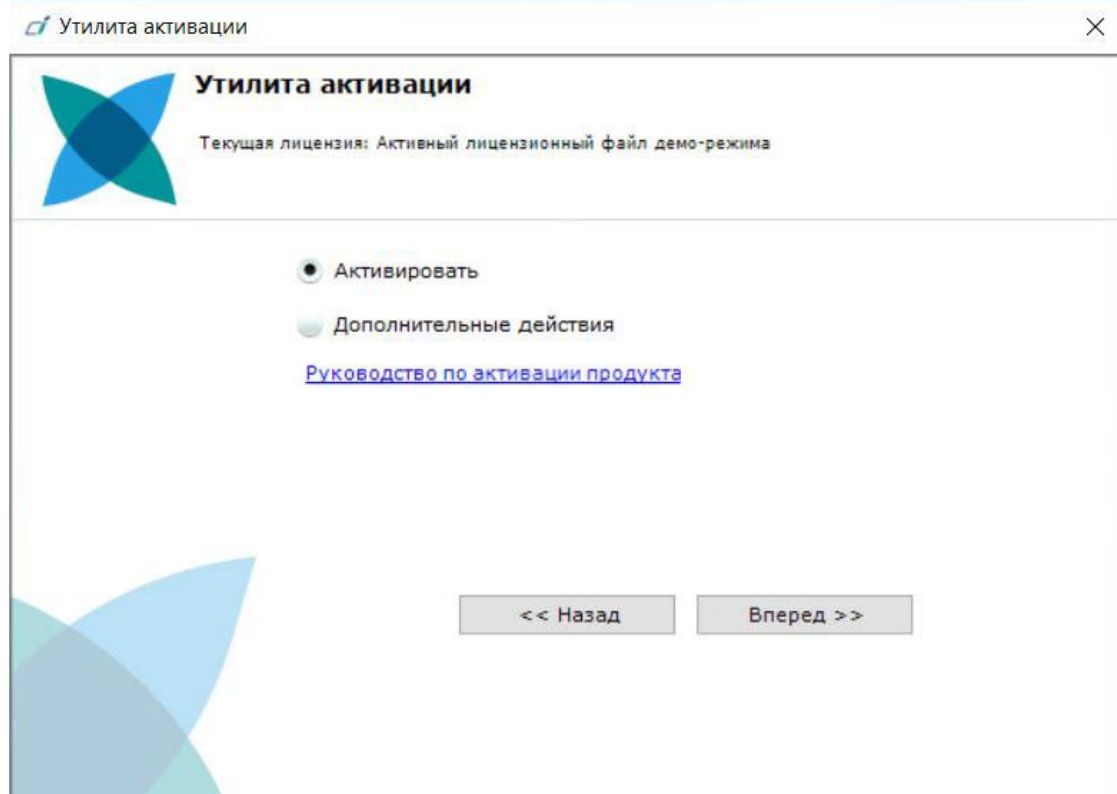 Утилита активации
Утилита активации
Текущая лицензия: Активный лицензионный файл демо-режима
Активировать
Дополнительные действия
Руководство по активации продукта
<< Назад
Вперед >>